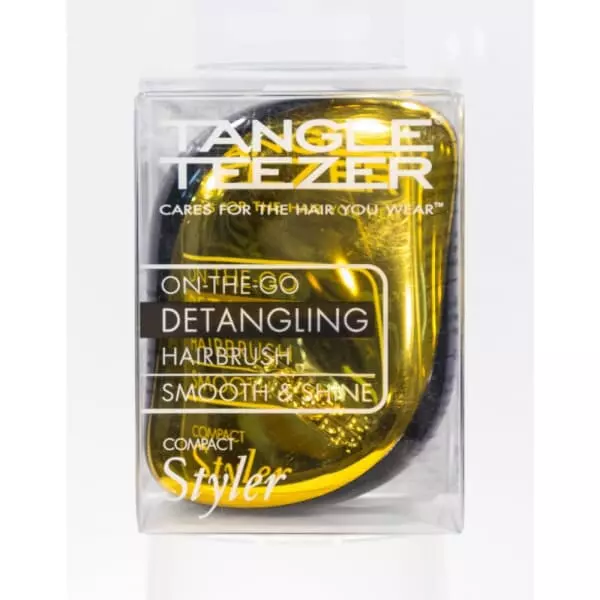 TANGLE
TEEZER
CARES FOR THE HAIR YOU WEAR™
ON-THE-GO
DETANGLING
HAIRBRUSH
SMOOTH & SHINE
COMPACT
Styler